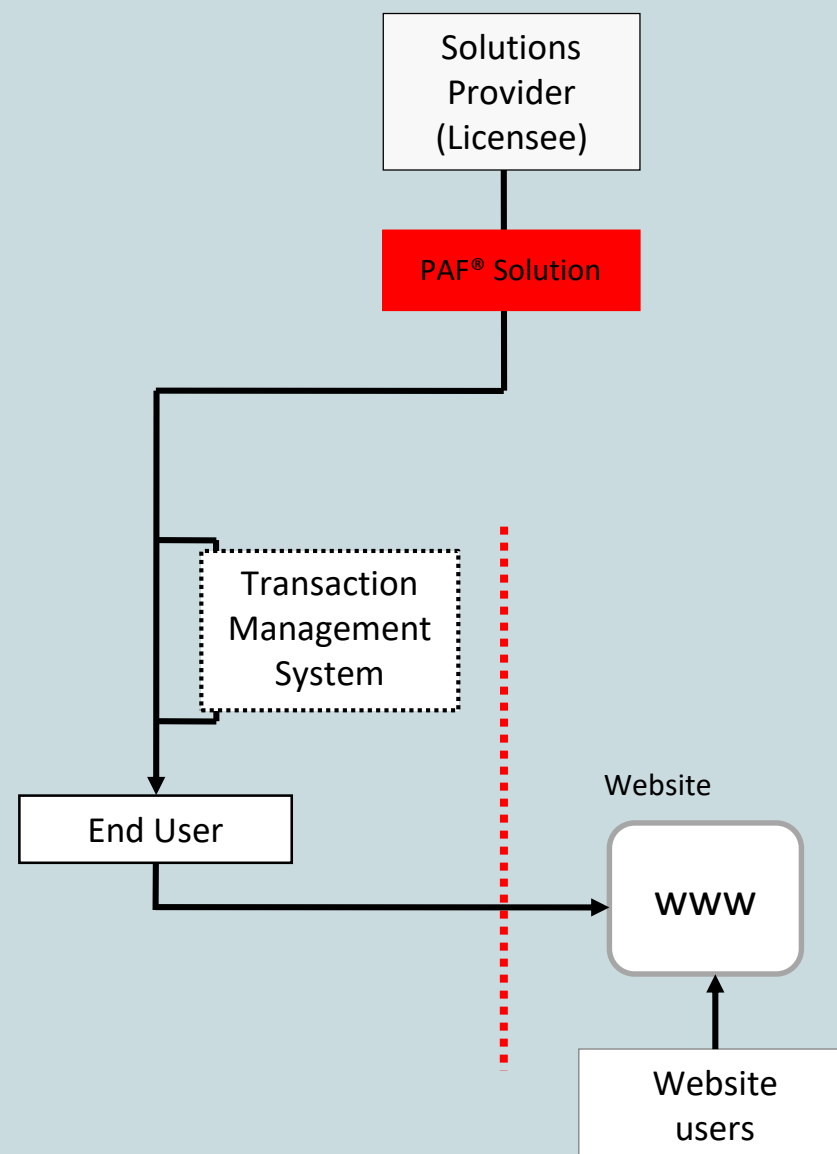 Solutions
Provider
(Licensee)
PAF® Solution
Transaction
Management
System
Website
End User
www
Website
users